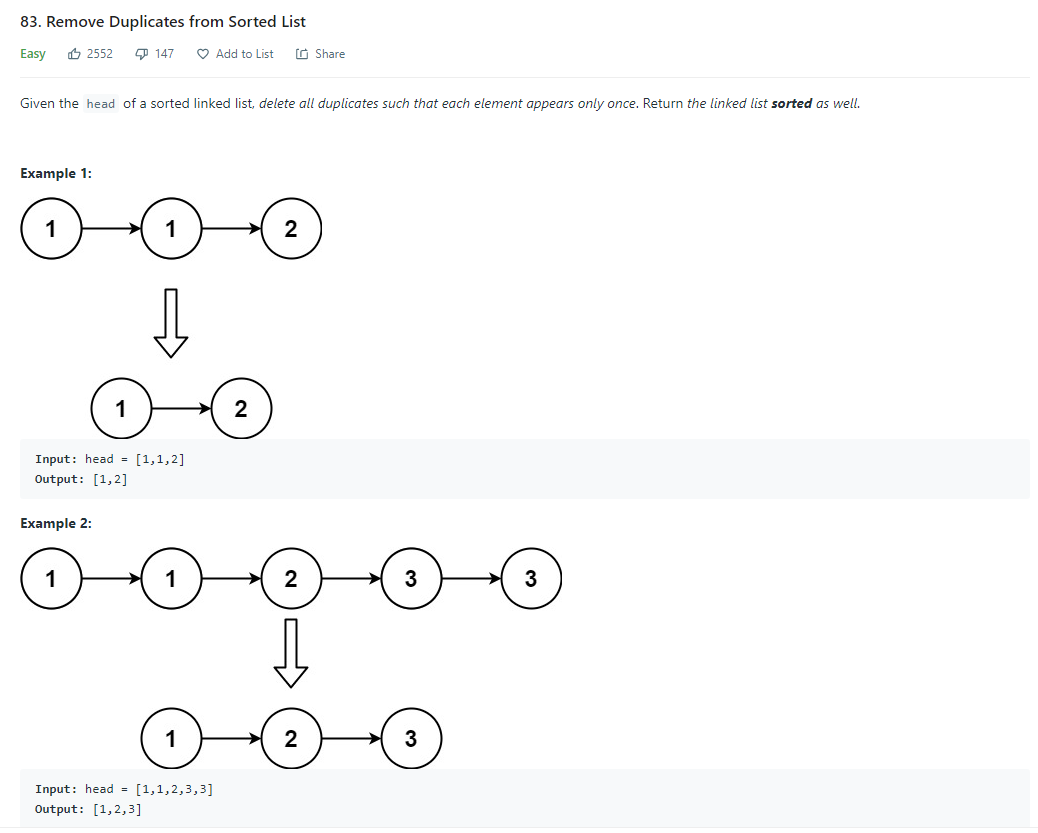 83. Remove Duplicates from Sorted List
Easy 2552 147 Add to List Share
Given the head of a sorted linked list, delete all duplicates such that each element appears only once. Return the linked list sorted as well.
Example 1:
1 1 2
1 2
Input: head = [1,1,2]
Output: [1,2]
Example 2:
1 1 2 3 3
1 2 3
Input: head = [1,1,2,3,3]
Output: [1,2,3]